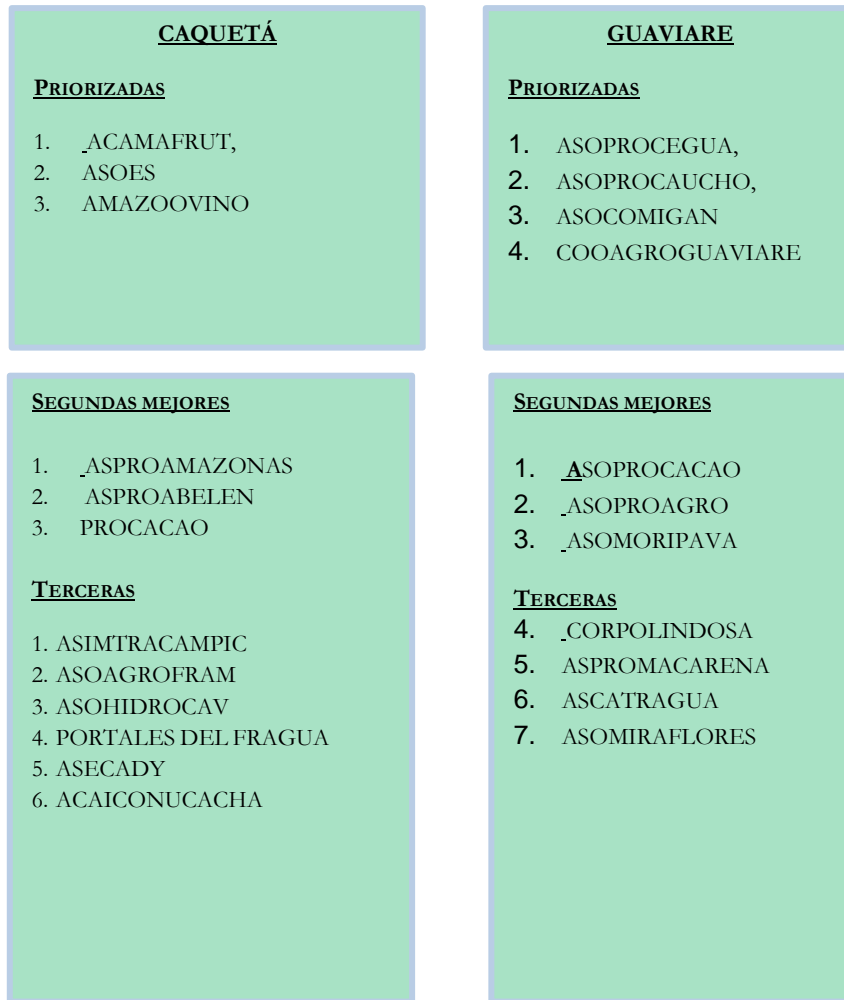 CAQUETÁ
PRIORIZADAS
1. ACAMAFRUT,
2. ASOES
3. AMAZOOVINO
GUAVIARE
PRIORIZADAS
1. ASOPROCEGUA,
2. ASOPROCAUCHO,
3. ASOCOMIGAN
4. COOAGROGUAVIARE
SEGUNDAS MEJORES
1. ASPROAMAZONAS
2. ASPROABELEN
3. PROCACAO
TERCERAS
1. ASIMTRACAMPIC
2. ASOAGROFRAM
3. ASOHIDROCAV
4. PORTALES DEL FRAGUA
5. ASECADY
6. ACAICONUCACHA
SEGUNDAS MEJORES
1. ASOPROCACAO
2. ASOPROAGRO
3. ASOMORIPAVA
TERCERAS
4. CORPOLINDOSA
5. ASPROMACARENA
6. ASCATRAGUA
7. ASOMIRAFLORES